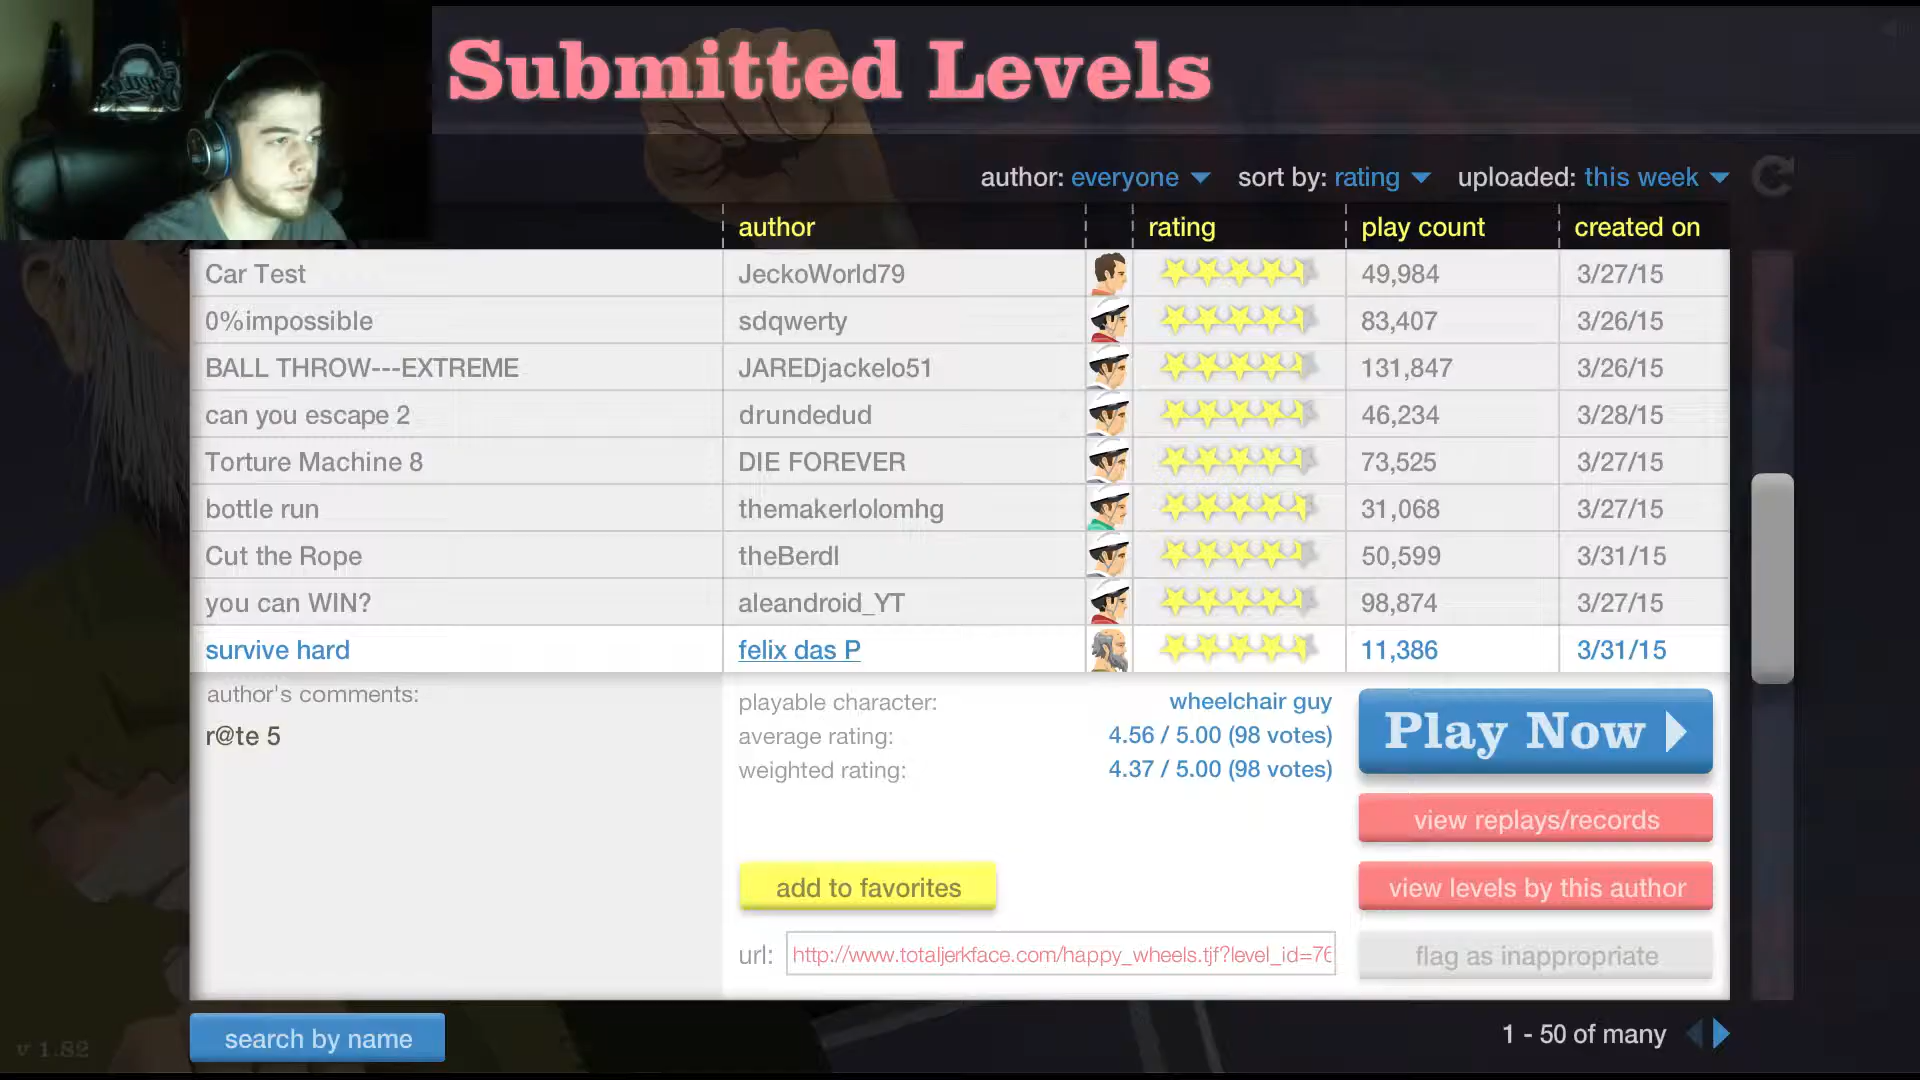 Submitted Levels
author: everyone sort by: rating uploaded: this week
author rating play count created on
Car Test JeckoWorld79 49,984 3/27/15
0%impossible sdqwerty 83,407 3/26/15
BALL THROW---EXTREME JAREDjackelo51 131,847 3/26/15
can you escape 2 drundedud 46,234 3/28/15
Torture Machine 8 DIE FOREVER 73,525 3/27/15
bottle run themakerlolomhg 31,068 3/27/15
Cut the Rope theBerdl 50,599 3/31/15
you can WIN? aleandroid_YT 98,874 3/27/15
survive hard felix das P 11,386 3/31/15
author's comments:
r@te 5
playable character: wheelchair guy
average rating: 4.56 / 5.00 (98 votes)
weighted rating: 4.37 / 5.00 (98 votes)
Play Now
view replays/records
add to favorites
view levels by this author
url: http://www.totaljerkface.com/happy_wheels.tjf?level_id=76
flag as inappropriate
search by name
1 - 50 of many
v 1.82